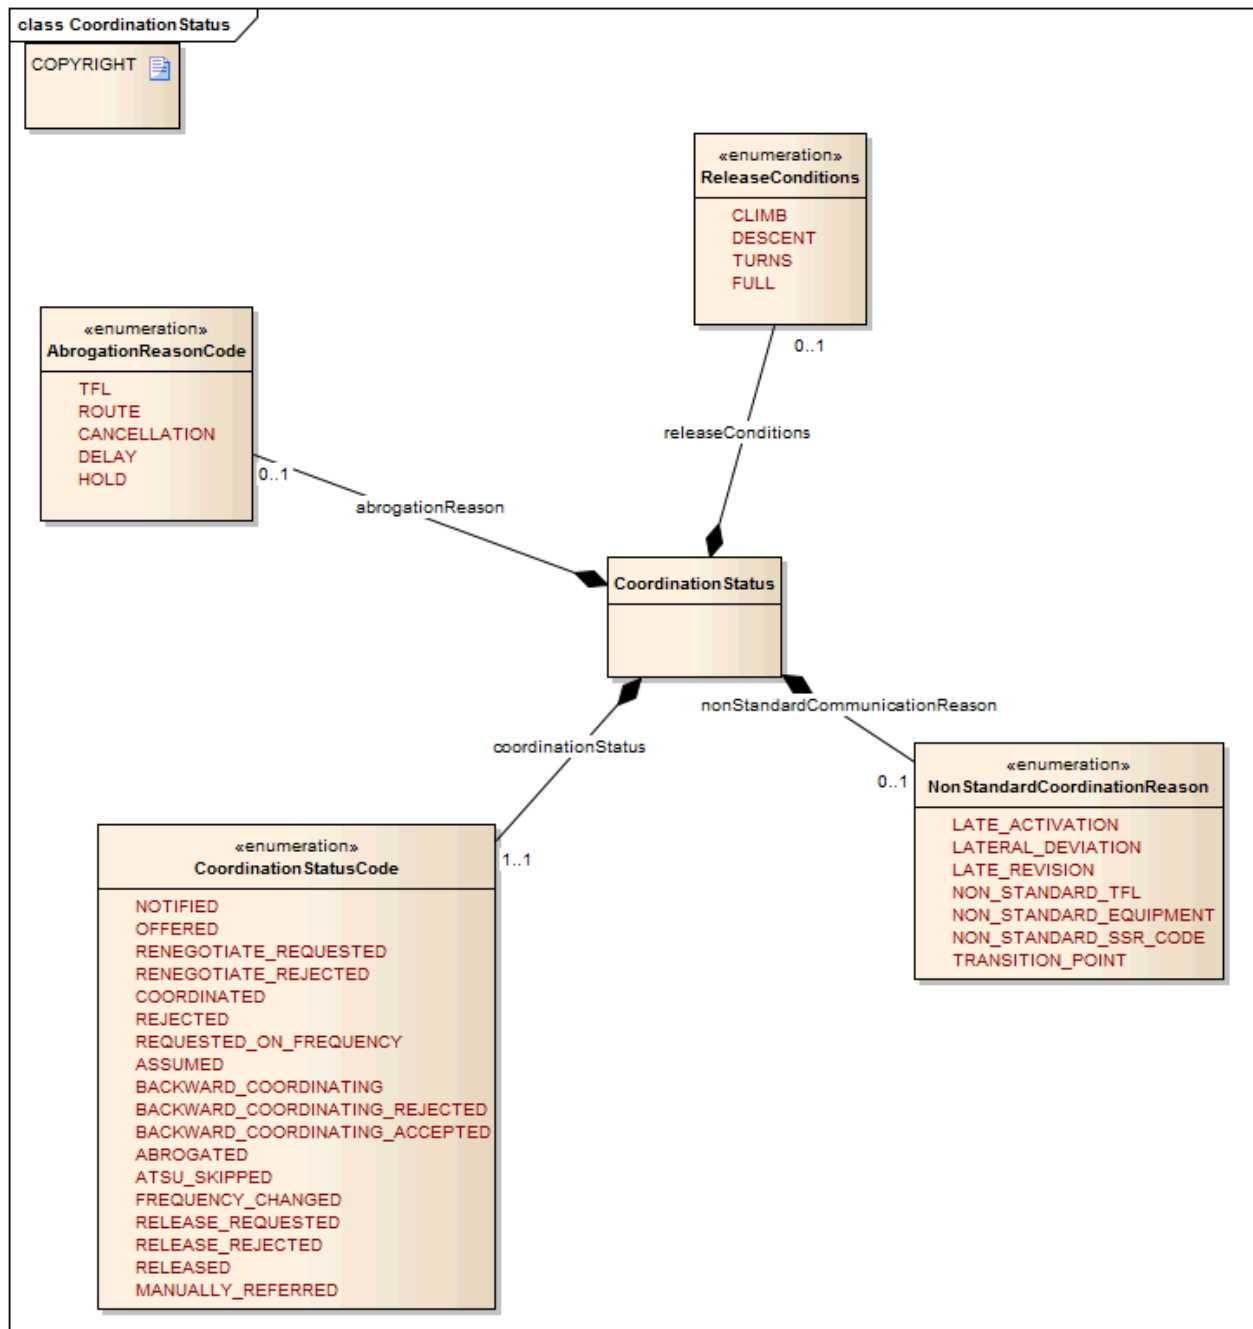 class CoordinationStatus
COPYRIGHT
«enumeration»
ReleaseConditions
CLIMB
DESCENT
TURNS
FULL
0..1
releaseConditions
«enumeration»
AbrogationReasonCode
TFL
ROUTE
CANCELLATION
DELAY
HOLD
0..1
abrogationReason
CoordinationStatus
nonStandardCommunicationReason
0..1
«enumeration»
NonStandardCoordinationReason
LATE_ACTIVATION
LATERAL_DEVIATION
LATE_REVISION
NON_STANDARD_TFL
NON_STANDARD_EQUIPMENT
NON_STANDARD_SSR_CODE
TRANSITION_POINT
coordinationStatus
1..1
«enumeration»
CoordinationStatusCode
NOTIFIED
OFFERED
RENEGOTIATE_REQUESTED
RENEGOTIATE_REJECTED
COORDINATED
REJECTED
REQUESTED_ON_FREQUENCY
ASSUMED
BACKWARD_COORDINATING
BACKWARD_COORDINATING_REJECTED
BACKWARD_COORDINATING_ACCEPTED
ABROGATED
ATSU_SKIPPED
FREQUENCY_CHANGED
RELEASE_REQUESTED
RELEASE_REJECTED
RELEASED
MANUALLY_REFERRED